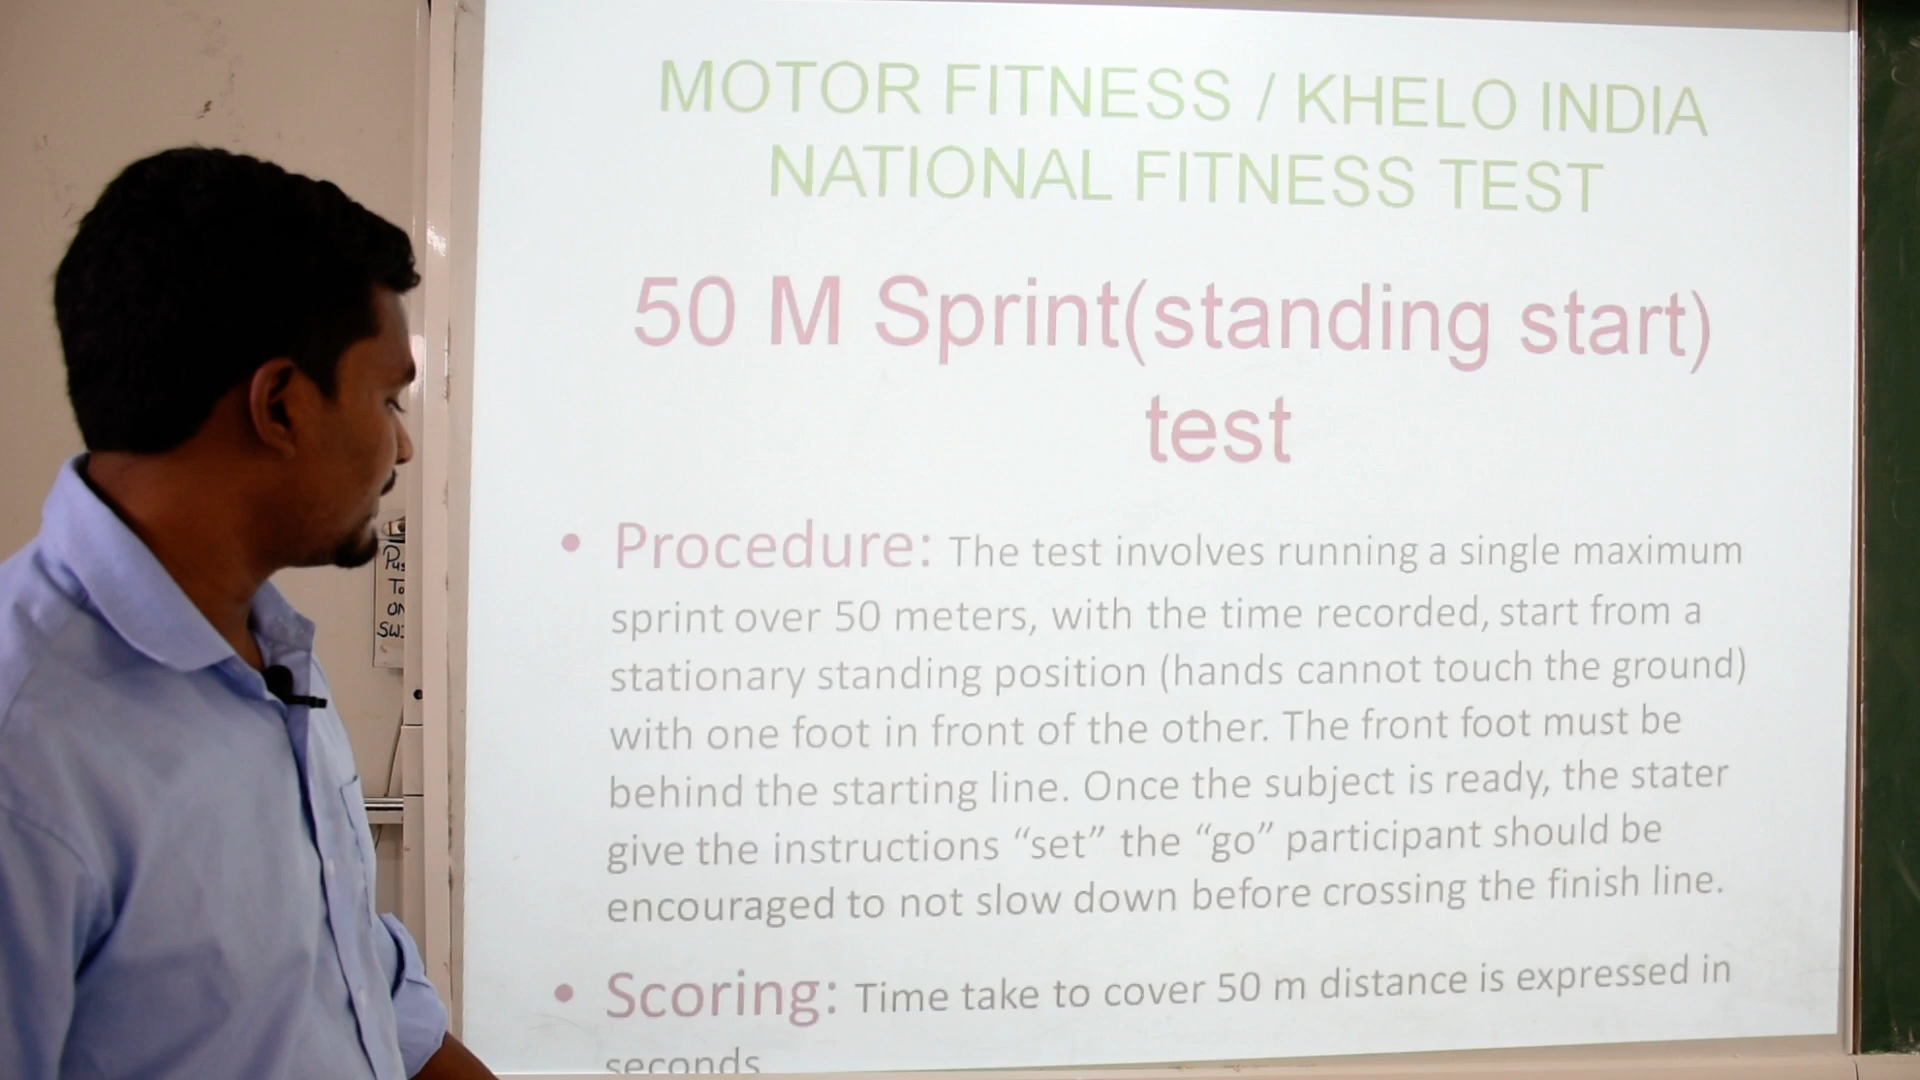 MOTOR FITNESS / KHELO INDIA
NATIONAL FITNESS TEST
50 M Sprint(standing start)
test
• Procedure: The test involves running a single maximum
sprint over 50 meters, with the time recorded, start from a
stationary standing position (hands cannot touch the ground)
with one foot in front of the other. The front foot must be
behind the starting line. Once the subject is ready, the stater
give the instructions “set” the “go” participant should be
encouraged to not slow down before crossing the finish line.
• Scoring: Time take to cover 50 m distance is expressed in
seconds